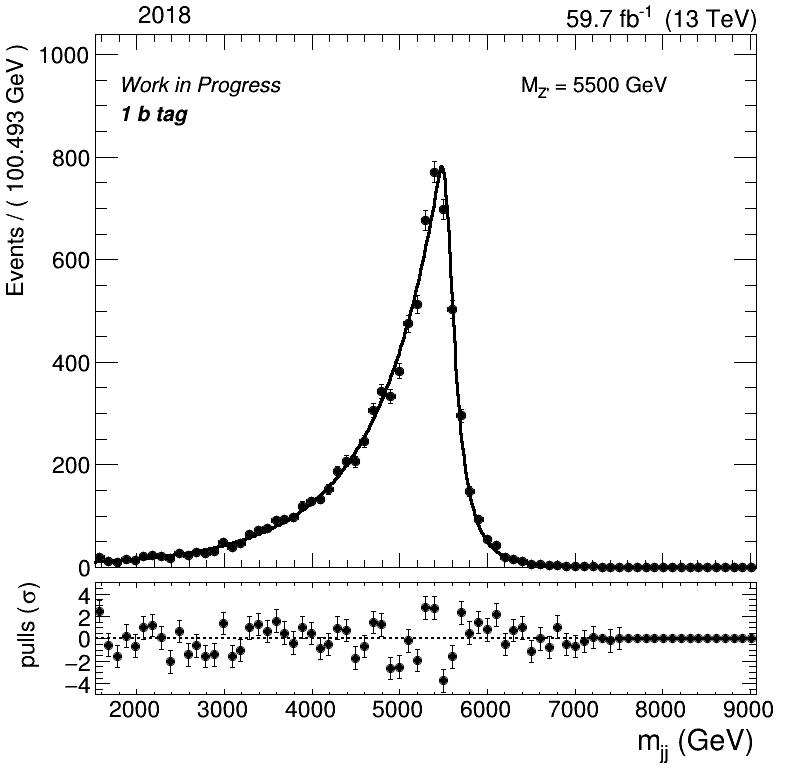 2018
59.7 fb⁻¹ (13 TeV)
Events / ( 100.493 GeV )
1000
800
600
400
200
0
Work in Progress
1 b tag
M_Z' = 5500 GeV
pulls (σ)
4
2
0
−2
−4
2000 3000 4000 5000 6000 7000 8000 9000
m_jj (GeV)